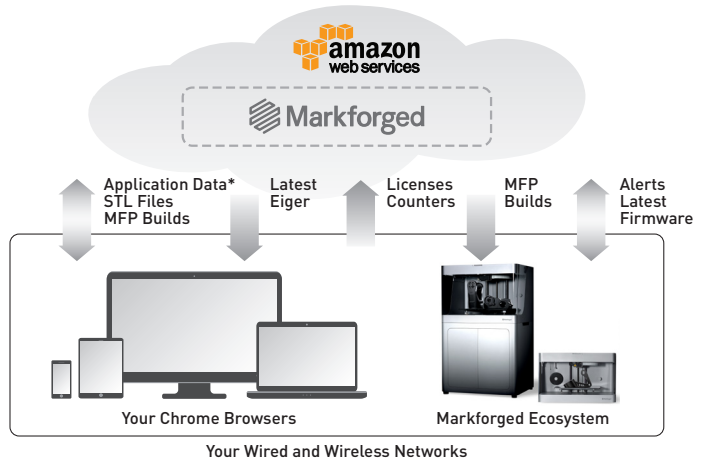 amazon
web services
Markforged
Application Data*
STL Files
MFP Builds
Latest
Eiger
Licenses
Counters
MFP
Builds
Alerts
Latest
Firmware
Your Chrome Browsers
Markforged Ecosystem
Your Wired and Wireless Networks